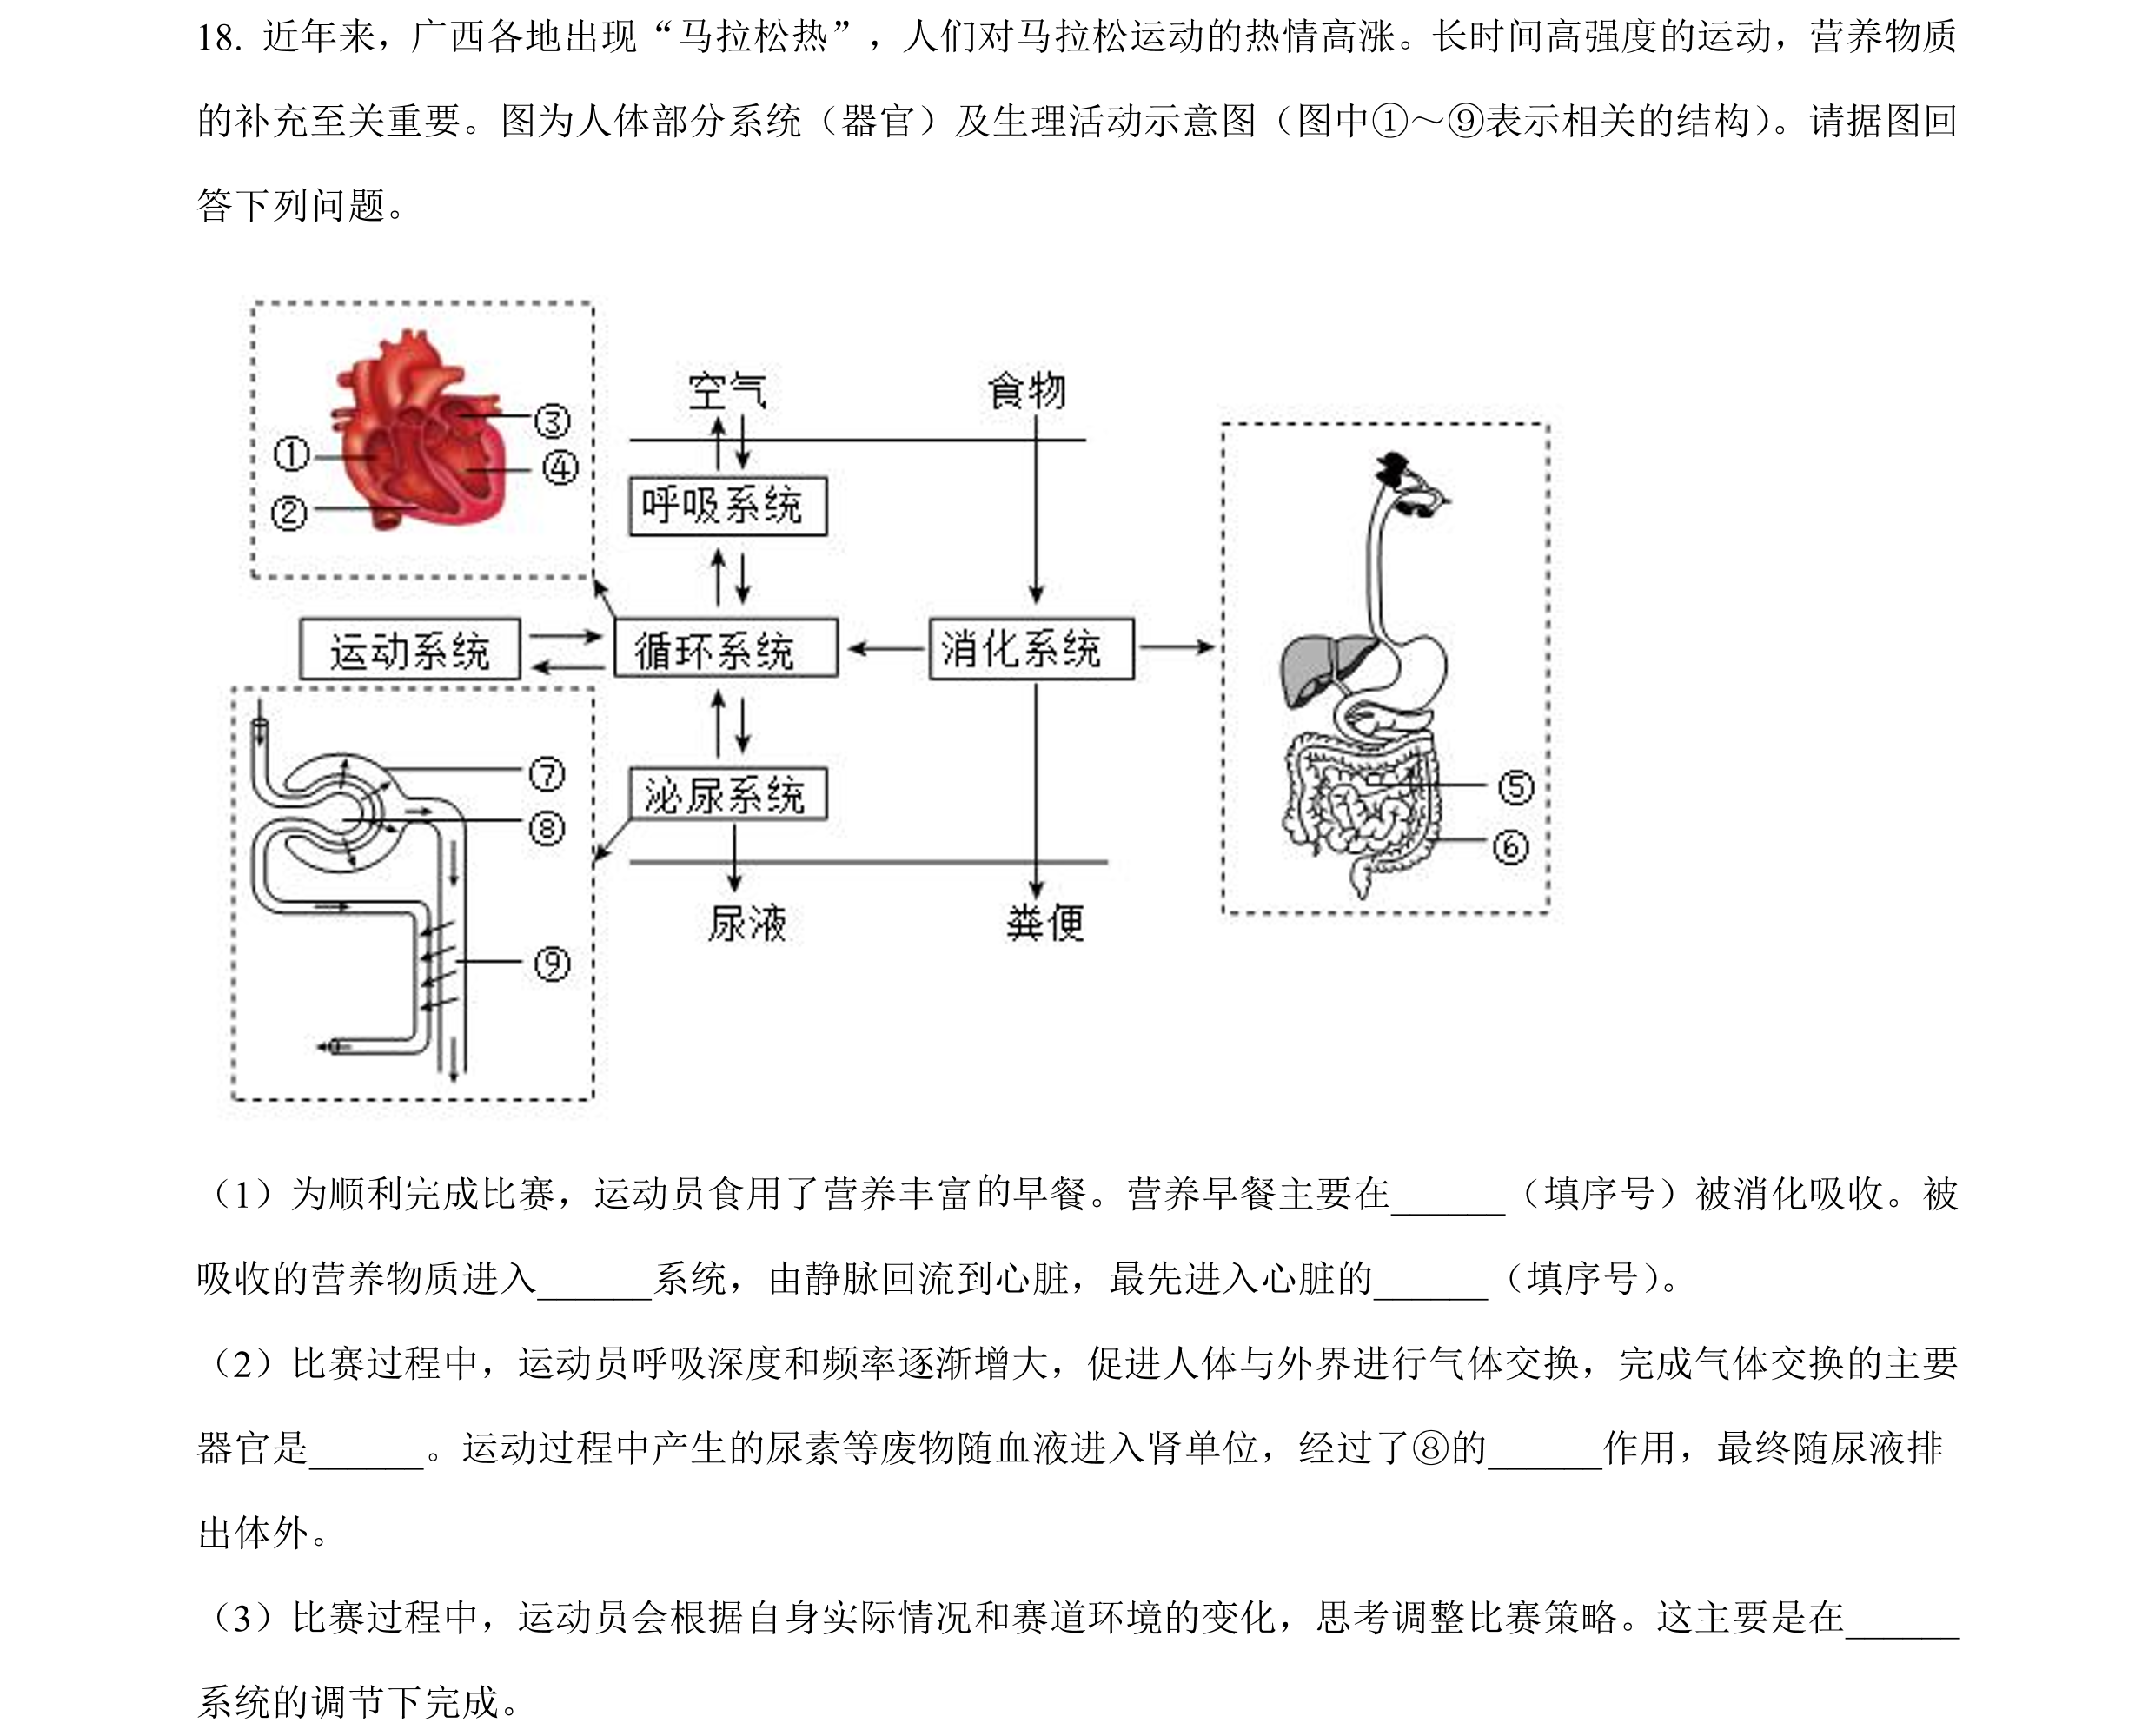 18. 近年来，广西各地出现“马拉松热”，人们对马拉松运动的热情高涨。长时间高强度的运动，营养物质
的补充至关重要。图为人体部分系统（器官）及生理活动示意图（图中①～⑨表示相关的结构）。请据图回
答下列问题。
空气
食物
③
①
④
②
呼吸系统
运动系统
循环系统
消化系统
⑦
泌尿系统
⑤
⑧
⑥
尿液
粪便
⑨
（1）为顺利完成比赛，运动员食用了营养丰富的早餐。营养早餐主要在______（填序号）被消化吸收。被
吸收的营养物质进入______系统，由静脉回流到心脏，最先进入心脏的______（填序号）。
（2）比赛过程中，运动员呼吸深度和频率逐渐增大，促进人体与外界进行气体交换，完成气体交换的主要
器官是______。运动过程中产生的尿素等废物随血液进入肾单位，经过了⑧的______作用，最终随尿液排
出体外。
（3）比赛过程中，运动员会根据自身实际情况和赛道环境的变化，思考调整比赛策略。这主要是在______
系统的调节下完成。